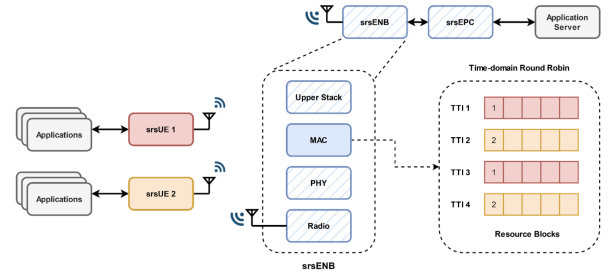 srsENB
srsEPC
Application
Server
Time-domain Round Robin
Upper Stack
TTI 1
1
Applications
srsUE 1
MAC
TTI 2
2
TTI 3
1
Applications
srsUE 2
PHY
TTI 4
2
Radio
Resource Blocks
srsENB